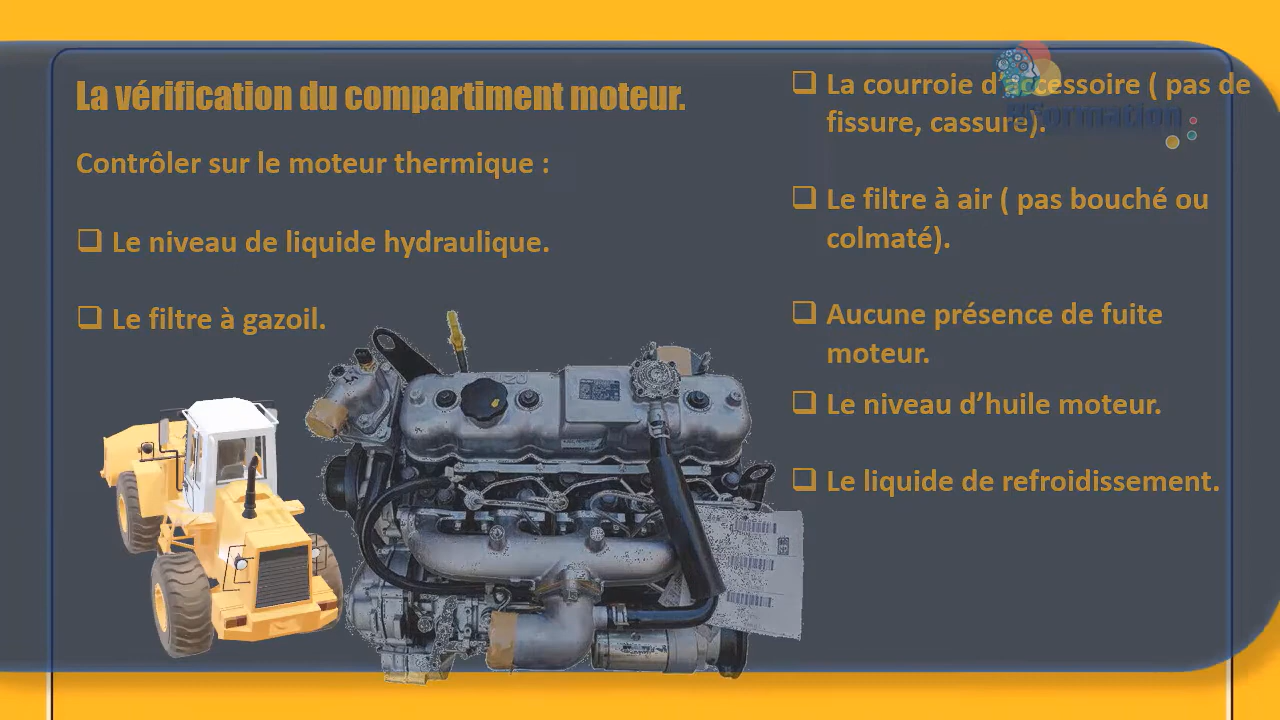 La vérification du compartiment moteur.
Contrôler sur le moteur thermique :
❑ Le niveau de liquide hydraulique.
❑ Le filtre à gazoil.
❑ La courroie d'accessoire ( pas de
fissure, cassure).
❑ Le filtre à air ( pas bouché ou
colmaté).
❑ Aucune présence de fuite
moteur.
❑ Le niveau d’huile moteur.
❑ Le liquide de refroidissement.